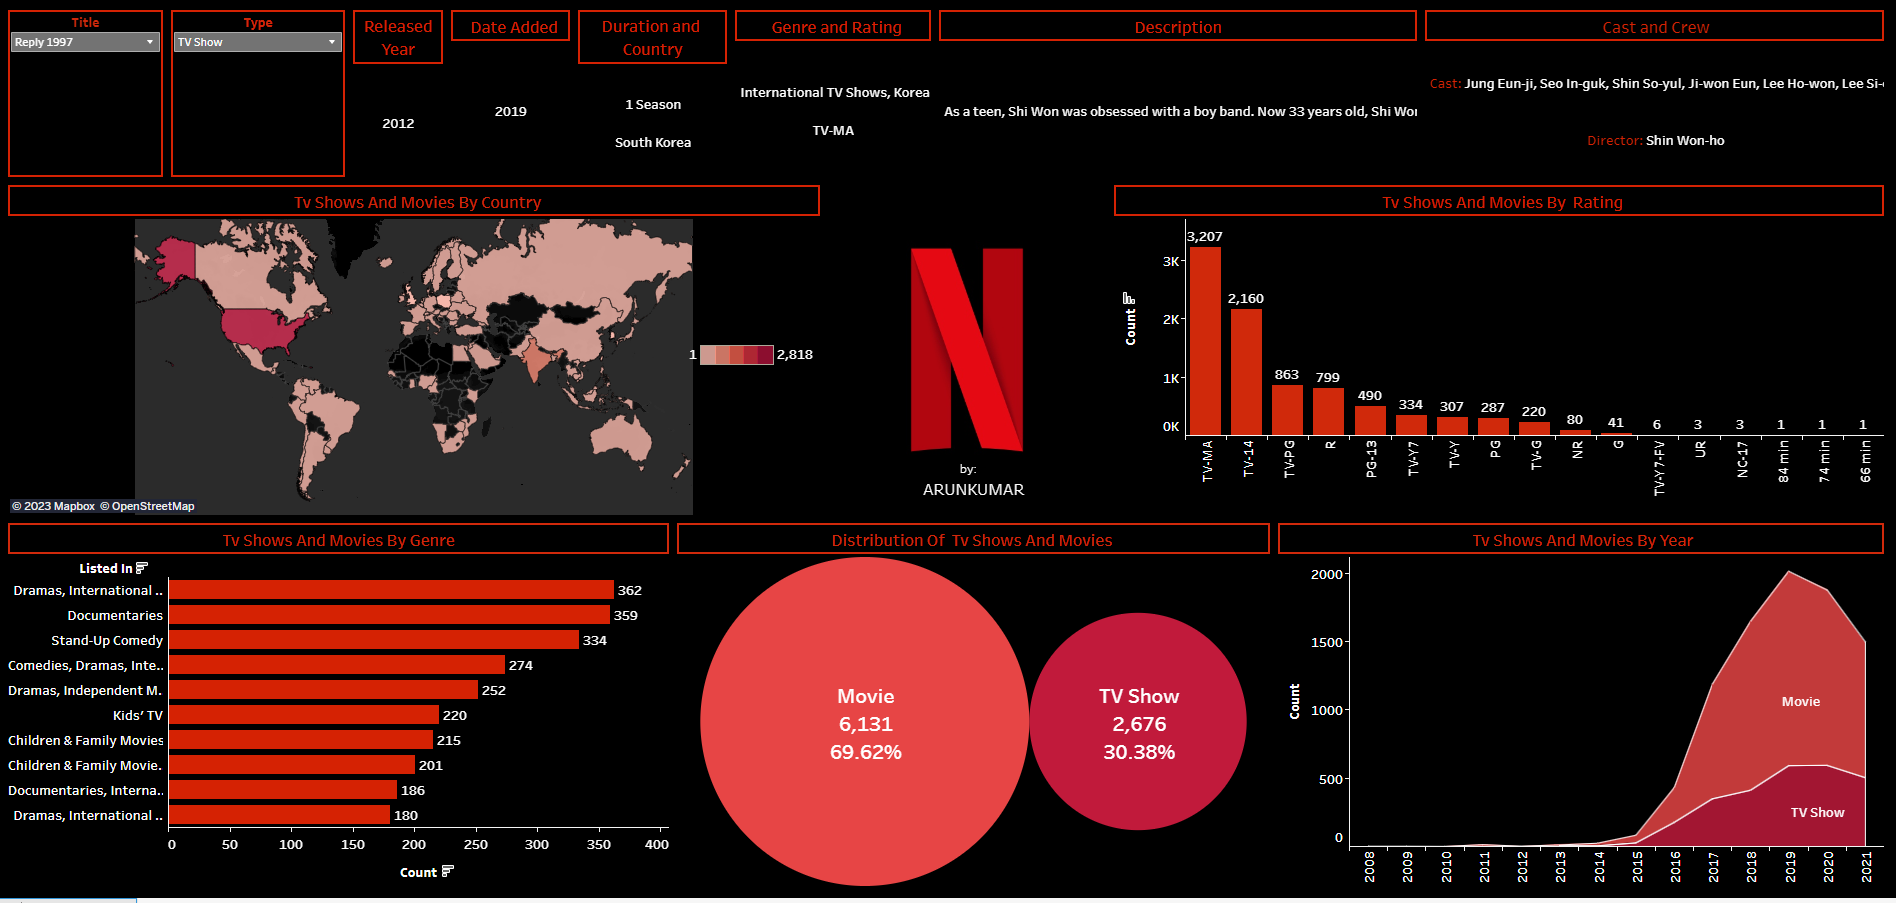 Title
Reply 1997
Type
TV Show
Released
Year
2012
Date Added
2019
Duration and
Country
1 Season
South Korea
Genre and Rating
International TV Shows, Korea
TV-MA
Description
As a teen, Shi Won was obsessed with a boy band. Now 33 years old, Shi Wo
Cast and Crew
Cast: Jung Eun-ji, Seo In-guk, Shin So-yul, Ji-won Eun, Lee Ho-won, Lee Si-
Director: Shin Won-ho
Tv Shows And Movies By Country
1
2,818
© 2023 Mapbox © OpenStreetMap
by:
ARUNKUMAR
Tv Shows And Movies By Rating
Count
3K
2K
1K
0K
3,207
2,160
863
799
490
334
307
287
220
80
41
6
3
3
1
1
1
TV-MA
TV-14
TV-PG
R
PG-13
TV-Y7
TV-Y
PG
TV-G
NR
G
TV-Y7-FV
UR
NC-17
84 min
74 min
66 min
Tv Shows And Movies By Genre
Listed In
Dramas, International ..
362
Documentaries
359
Stand-Up Comedy
334
Comedies, Dramas, Inte..
274
Dramas, Independent M.
252
Kids' TV
220
Children & Family Movies
215
Children & Family Movie.
201
Documentaries, Interna..
186
Dramas, International ..
180
0 50 100 150 200 250 300 350 400
Count
Distribution Of Tv Shows And Movies
Movie
6,131
69.62%
TV Show
2,676
30.38%
Tv Shows And Movies By Year
Count
2000
1500
1000
500
0
Movie
TV Show
2008
2009
2010
2011
2012
2013
2014
2015
2016
2017
2018
2019
2020
2021